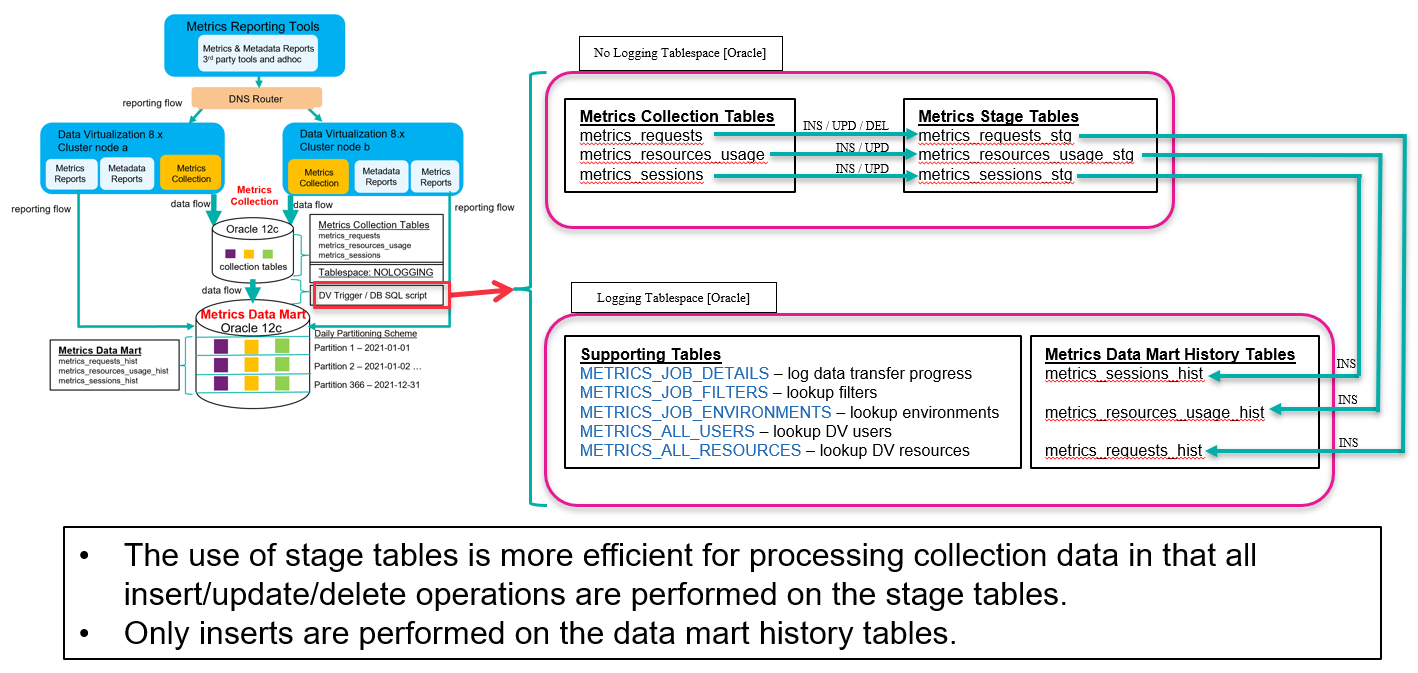 Metrics Reporting Tools
Metrics & Metadata Reports
3rd party tools and adhoc
reporting flow
DNS Router
Data Virtualization 8.x
Cluster node a
Metrics
Reports
Metadata
Reports
Metrics
Collection
Data Virtualization 8.x
Cluster node b
Metrics
Collection
Metadata
Reports
Metrics
Reports
Metrics
Collection
reporting flow
data flow
data flow
reporting flow
Oracle 12c
collection tables
Metrics Collection Tables
metrics_requests
metrics_resources_usage
metrics_sessions
Tablespace: NOLOGGING
data flow
DV Trigger / DB SQL script
Metrics Data Mart
Oracle 12c
Daily Partitioning Scheme
Partition 1 – 2021-01-01
Partition 2 – 2021-01-02 ...
Partition 366 – 2021-12-31
Metrics Data Mart
metrics_requests_hist
metrics_resources_usage_hist
metrics_sessions_hist
No Logging Tablespace [Oracle]
Metrics Collection Tables
metrics_requests
metrics_resources_usage
metrics_sessions
INS / UPD / DEL
INS / UPD
INS / UPD
Metrics Stage Tables
metrics_requests_stg
metrics_resources_usage_stg
metrics_sessions_stg
Logging Tablespace [Oracle]
Supporting Tables
METRICS_JOB_DETAILS – log data transfer progress
METRICS_JOB_FILTERS – lookup filters
METRICS_JOB_ENVIRONMENTS – lookup environments
METRICS_ALL_USERS – lookup DV users
METRICS_ALL_RESOURCES – lookup DV resources
Metrics Data Mart History Tables
metrics_sessions_hist
metrics_resources_usage_hist
metrics_requests_hist
INS
INS
INS
• The use of stage tables is more efficient for processing collection data in that all
insert/update/delete operations are performed on the stage tables.
• Only inserts are performed on the data mart history tables.